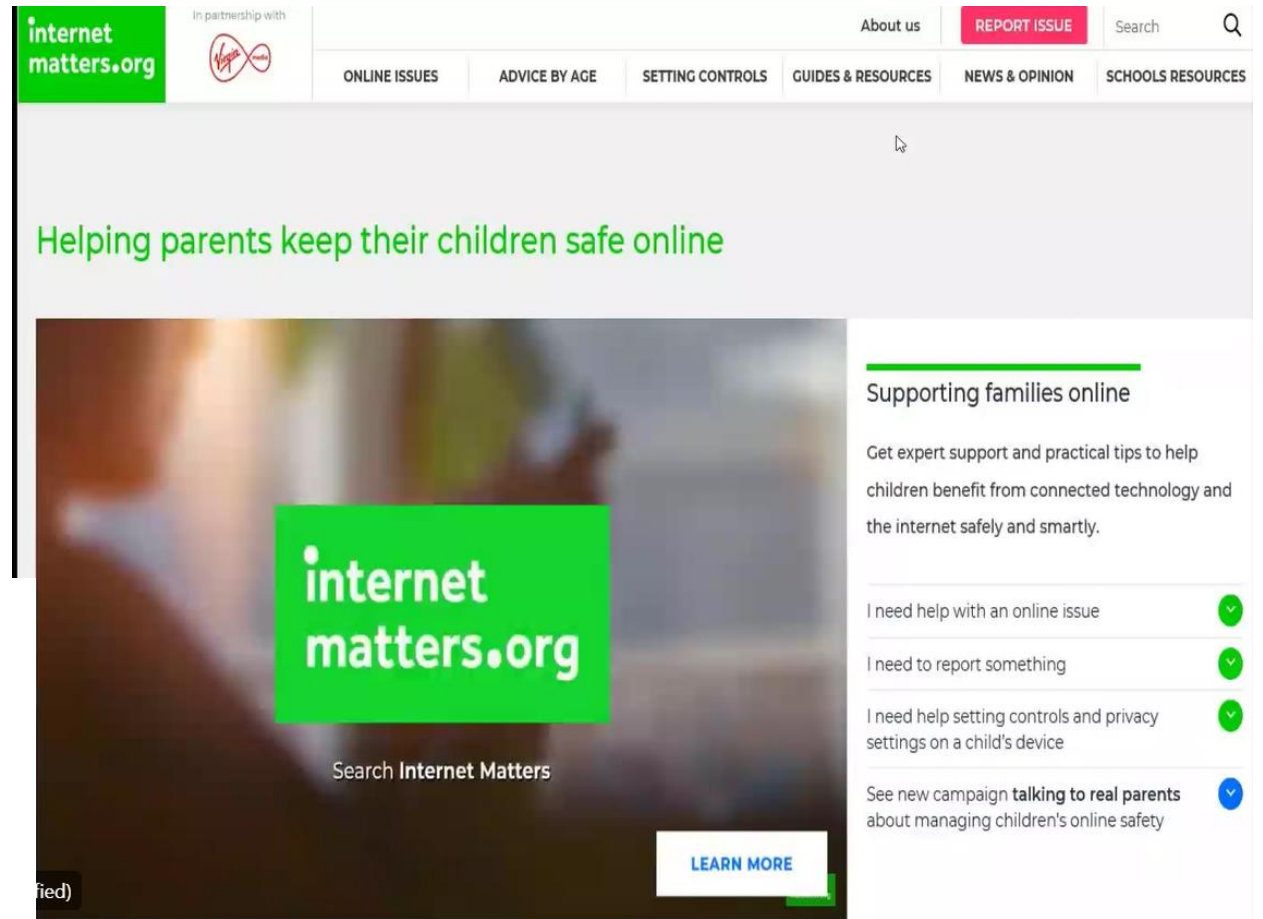 internet
matters.org
In partnership with
Virgin media
About us
REPORT ISSUE
Search
ONLINE ISSUES
ADVICE BY AGE
SETTING CONTROLS
GUIDES & RESOURCES
NEWS & OPINION
SCHOOLS RESOURCES
Helping parents keep their children safe online
internet
matters.org
Search Internet Matters
LEARN MORE
fied)
Supporting families online
Get expert support and practical tips to help
children benefit from connected technology and
the internet safely and smartly.
I need help with an online issue
I need to report something
I need help setting controls and privacy
settings on a child's device
See new campaign talking to real parents
about managing children's online safety